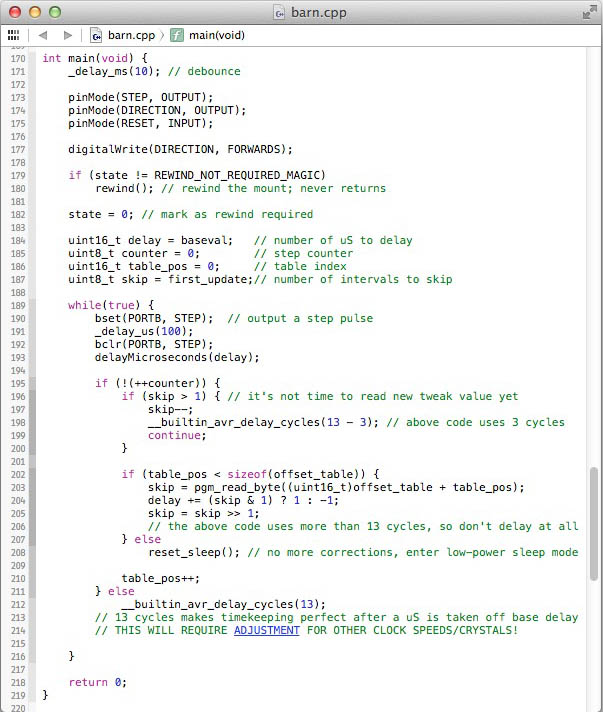 barn.cpp
barn.cpp main(void)
170 int main(void) {
171 _delay_ms(10); // debounce
172
173 pinMode(STEP, OUTPUT);
174 pinMode(DIRECTION, OUTPUT);
175 pinMode(RESET, INPUT);
176
177 digitalWrite(DIRECTION, FORWARDS);
178
179 if (state != REWIND_NOT_REQUIRED_MAGIC)
180 rewind(); // rewind the mount; never returns
181
182 state = 0; // mark as rewind required
183
184 uint16_t delay = baseval; // number of uS to delay
185 uint8_t counter = 0; // step counter
186 uint16_t table_pos = 0; // table index
187 uint8_t skip = first_update;// number of intervals to skip
188
189 while(true) {
190 bset(PORTB, STEP); // output a step pulse
191 _delay_us(100);
192 bclr(PORTB, STEP);
193 delayMicroseconds(delay);
194
195 if (!(++counter)) {
196 if (skip > 1) { // it's not time to read new tweak value yet
197 skip--;
198 __builtin_avr_delay_cycles(13 - 3); // above code uses 3 cycles
199 continue;
200 }
201
202 if (table_pos < sizeof(offset_table)) {
203 skip = pgm_read_byte((uint16_t)offset_table + table_pos);
204 delay += (skip & 1) ? 1 : -1;
205 skip = skip >> 1;
206 // the above code uses more than 13 cycles, so don't delay at all
207 } else
208 reset_sleep(); // no more corrections, enter low-power sleep mode
209
210 table_pos++;
211 } else
212 __builtin_avr_delay_cycles(13);
213 // 13 cycles makes timekeeping perfect after a uS is taken off base delay
214 // THIS WILL REQUIRE ADJUSTMENT FOR OTHER CLOCK SPEEDS/CRYSTALS!
215
216 }
217
218 return 0;
219 }
220